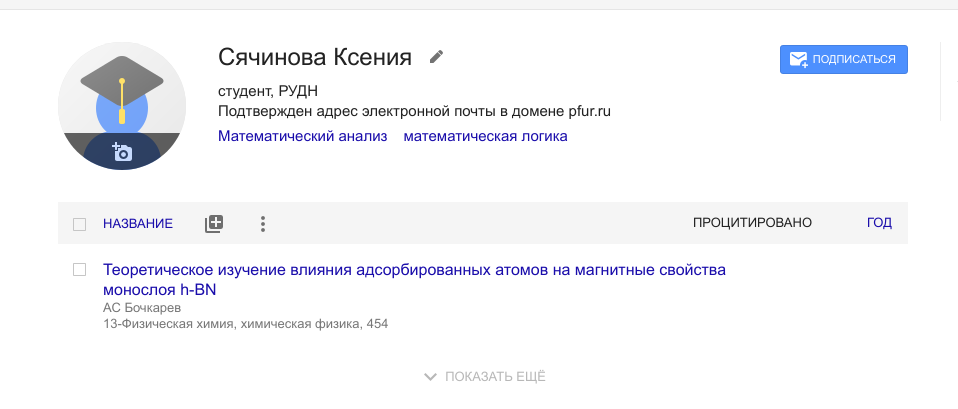 Сячинова Ксения
ПОДПИСАТЬСЯ
студент, РУДН
Подтвержден адрес электронной почты в домене pfur.ru
Математический анализ математическая логика
НАЗВАНИЕ ПРОЦИТИРОВАНО ГОД
Теоретическое изучение влияния адсорбированных атомов на магнитные свойства
монослоя h-BN
АС Бочкарев
13-Физическая химия, химическая физика, 454
ПОКАЗАТЬ ЕЩЁ